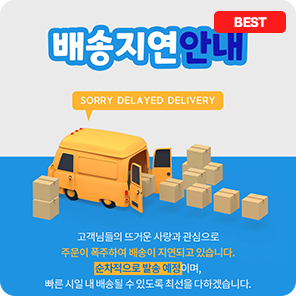 BEST
배송지연안내
SORRY DELAYED DELIVERY
고객님들의 뜨거운 사랑과 관심으로
주문이 폭주하여 배송이 지연되고 있습니다.
순차적으로 발송 예정이며,
빠른 시일 내 배송될 수 있도록 최선을 다하겠습니다.